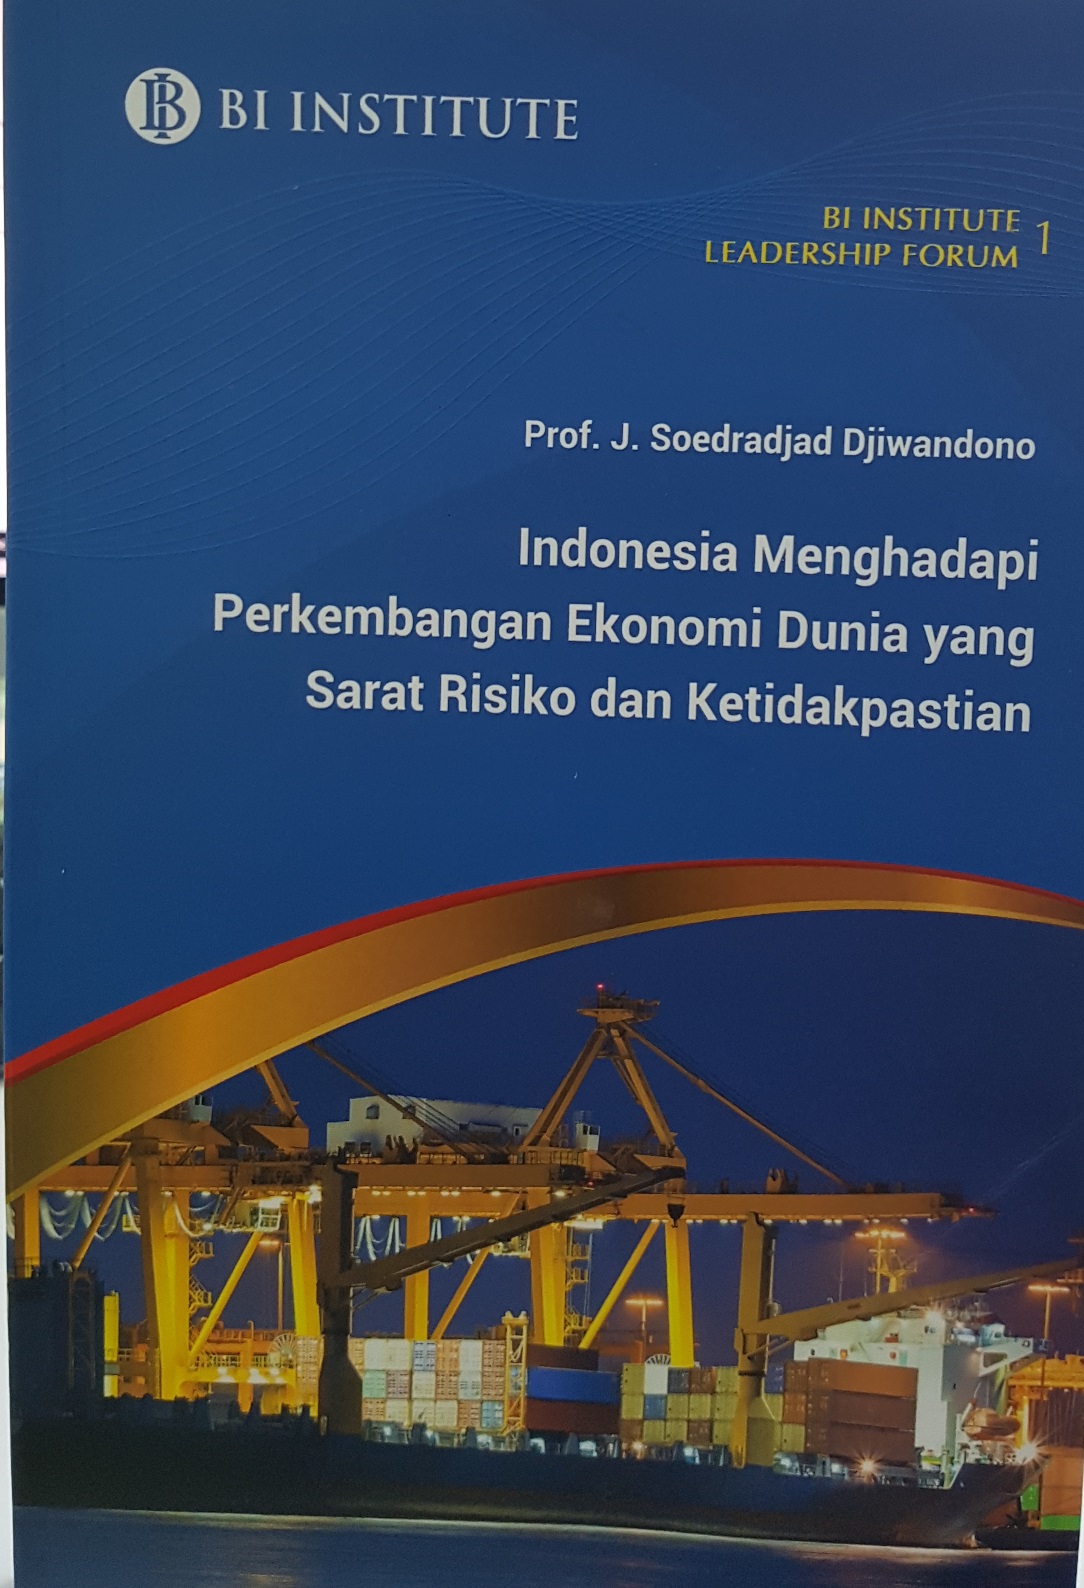 BI INSTITUTE
BI INSTITUTE
LEADERSHIP FORUM 1
Prof. J. Soedradjad Djiwandono
Indonesia Menghadapi
Perkembangan Ekonomi Dunia yang
Sarat Risiko dan Ketidakpastian